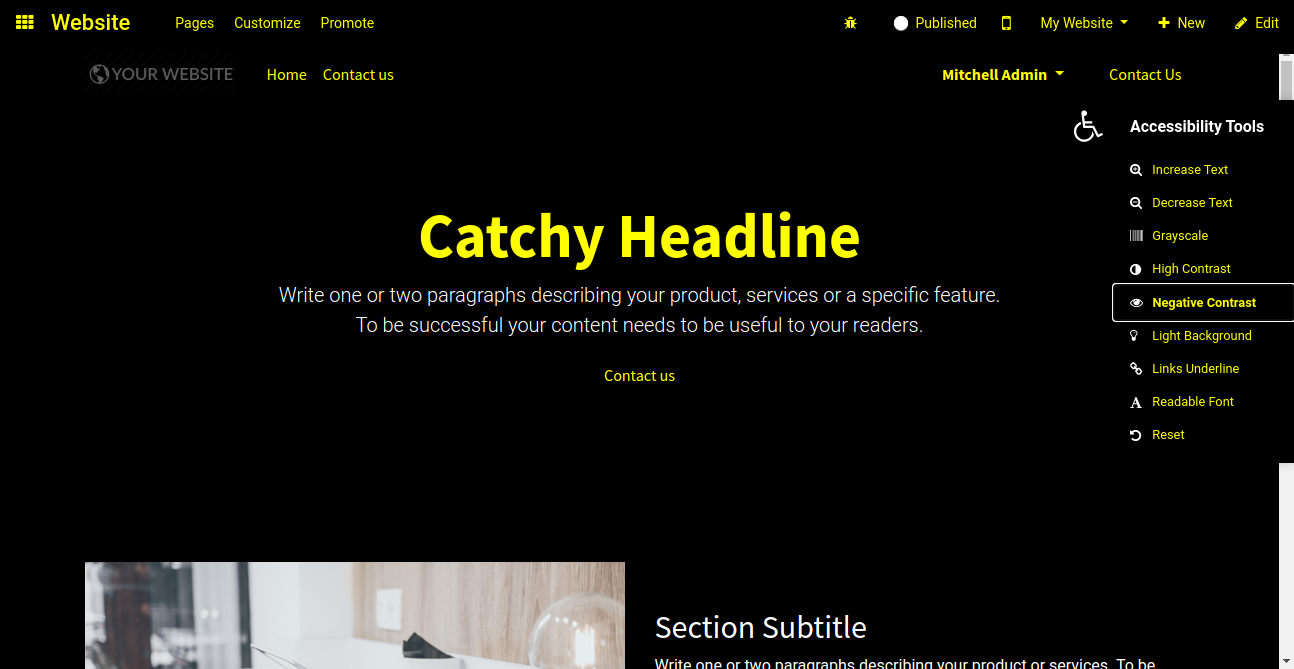 Website Pages Customize Promote Published My Website New Edit
YOUR WEBSITE Home Contact us Mitchell Admin Contact Us
Accessibility Tools
Increase Text
Decrease Text
Grayscale
High Contrast
Negative Contrast
Light Background
Links Underline
Readable Font
Reset
Catchy Headline
Write one or two paragraphs describing your product, services or a specific feature.
To be successful your content needs to be useful to your readers.
Contact us
Section Subtitle
Write one or two paragraphs describing your product or services. To be